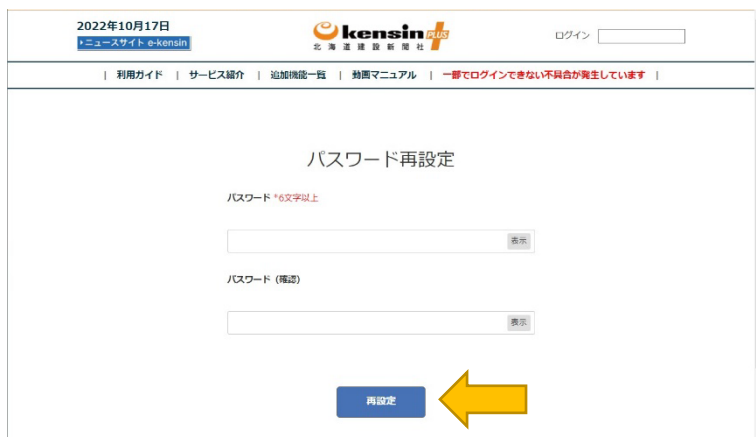 2022年10月17日
▸ニュースサイト e-kensin
kensin PLUS
北海道建設新聞社
ログイン
| 利用ガイド | サービス紹介 | 追加機能一覧 | 動画マニュアル | 一部でログインできない不具合が発生しています |
パスワード再設定
パスワード *6文字以上
表示
パスワード (確認)
表示
再設定